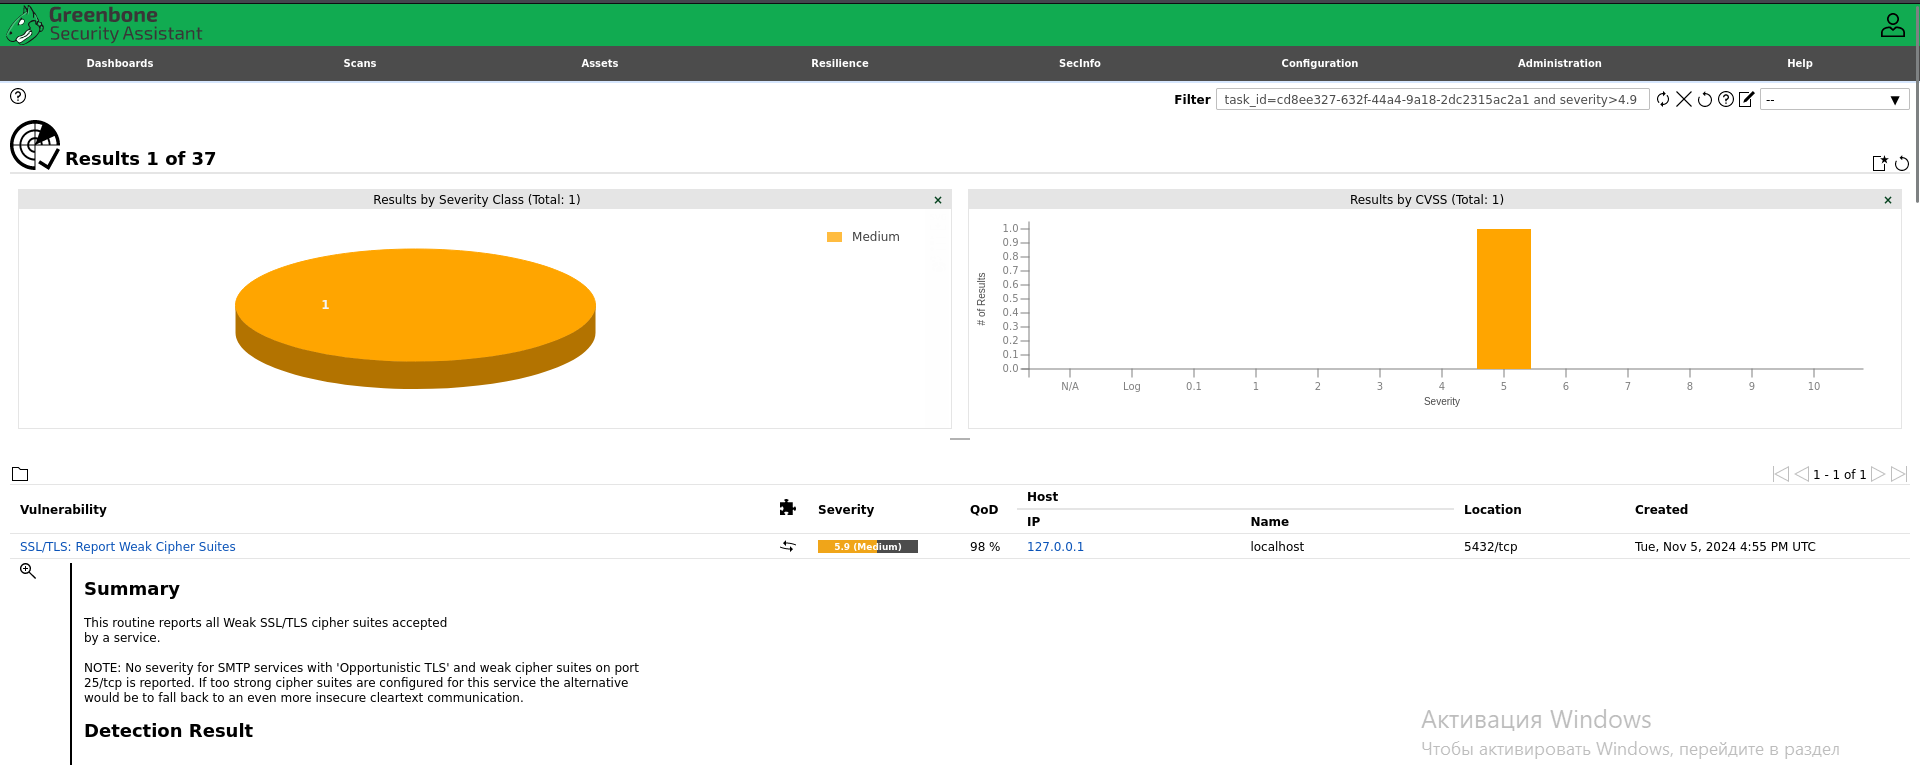 Greenbone
Security Assistant
Dashboards Scans Assets Resilience SecInfo Configuration Administration Help
Filter task_id=cd8ee327-632f-44a4-9a18-2dc2315ac2a1 and severity>4.9 --
Results 1 of 37
Results by Severity Class (Total: 1)
Medium
1
Results by CVSS (Total: 1)
1.0
0.9
0.8
0.7
0.6
0.5
0.4
0.3
0.2
0.1
0.0
# of Results
N/A Log 0.1 1 2 3 4 5 6 7 8 9 10
Severity
1 - 1 of 1
Vulnerability Severity QoD Host Location Created
IP Name
SSL/TLS: Report Weak Cipher Suites 5.9 (Medium) 98 % 127.0.0.1 localhost 5432/tcp Tue, Nov 5, 2024 4:55 PM UTC
Summary
This routine reports all Weak SSL/TLS cipher suites accepted
by a service.
NOTE: No severity for SMTP services with 'Opportunistic TLS' and weak cipher suites on port
25/tcp is reported. If too strong cipher suites are configured for this service the alternative
would be to fall back to an even more insecure cleartext communication.
Detection Result
Активация Windows
Чтобы активировать Windows, перейдите в раздел